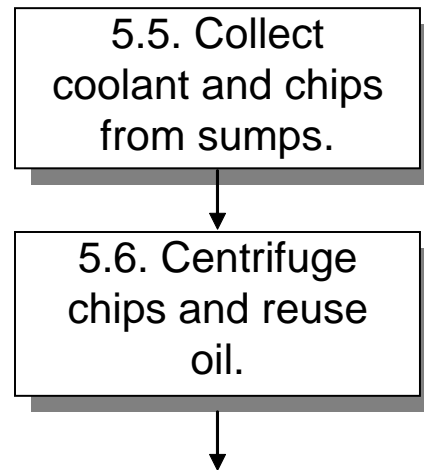 5.5. Collect
coolant and chips
from sumps.
5.6. Centrifuge
chips and reuse
oil.